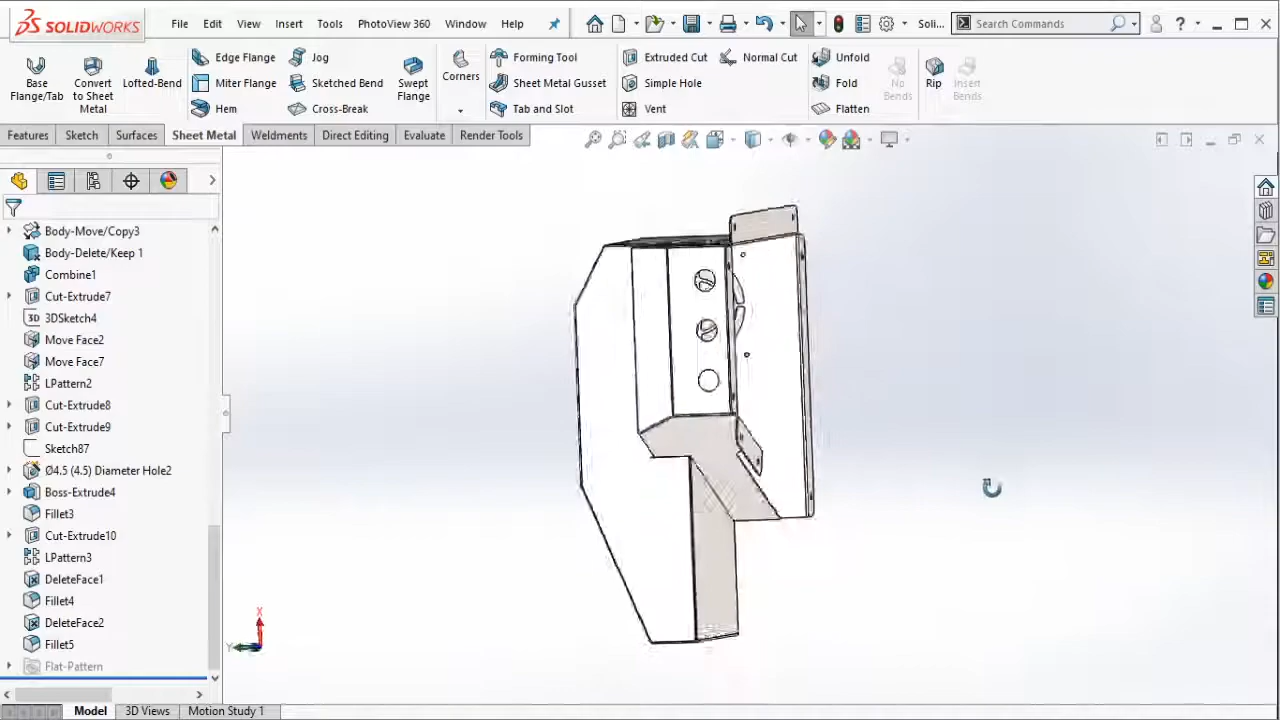 SOLIDWORKS File Edit View Insert Tools PhotoView 360 Window Help Soli... Search Commands ?
Base Flange/Tab
Convert to Sheet Metal
Lofted-Bend
Edge Flange
Miter Flange
Hem
Jog
Sketched Bend
Cross-Break
Swept Flange
Corners
Forming Tool
Sheet Metal Gusset
Tab and Slot
Extruded Cut
Simple Hole
Vent
Normal Cut
Unfold
Fold
Flatten
No Bends
Rip
Insert Bends
Features Sketch Surfaces Sheet Metal Weldments Direct Editing Evaluate Render Tools
Body-Move/Copy3
Body-Delete/Keep 1
Combine1
Cut-Extrude7
3D 3DSketch4
Move Face2
Move Face7
LPattern2
Cut-Extrude8
Cut-Extrude9
Sketch87
Ø4.5 (4.5) Diameter Hole2
Boss-Extrude4
Fillet3
Cut-Extrude10
LPattern3
DeleteFace1
Fillet4
DeleteFace2
Fillet5
Flat-Pattern
X
Y
Model 3D Views Motion Study 1